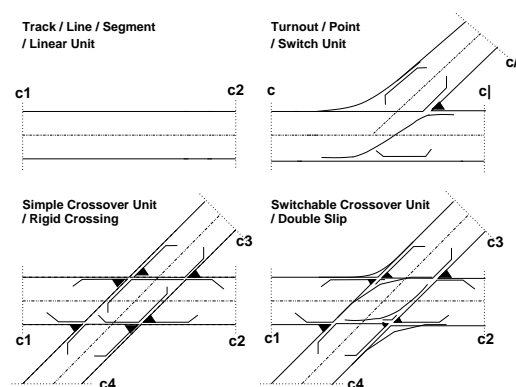 Track / Line / Segment
/ Linear Unit
c1
c2
Turnout / Point
/ Switch Unit
c/
c
c|
Simple Crossover Unit
/ Rigid Crossing
c3
c1
c2
c4
Switchable Crossover Unit
/ Double Slip
c3
c1
c2
c4